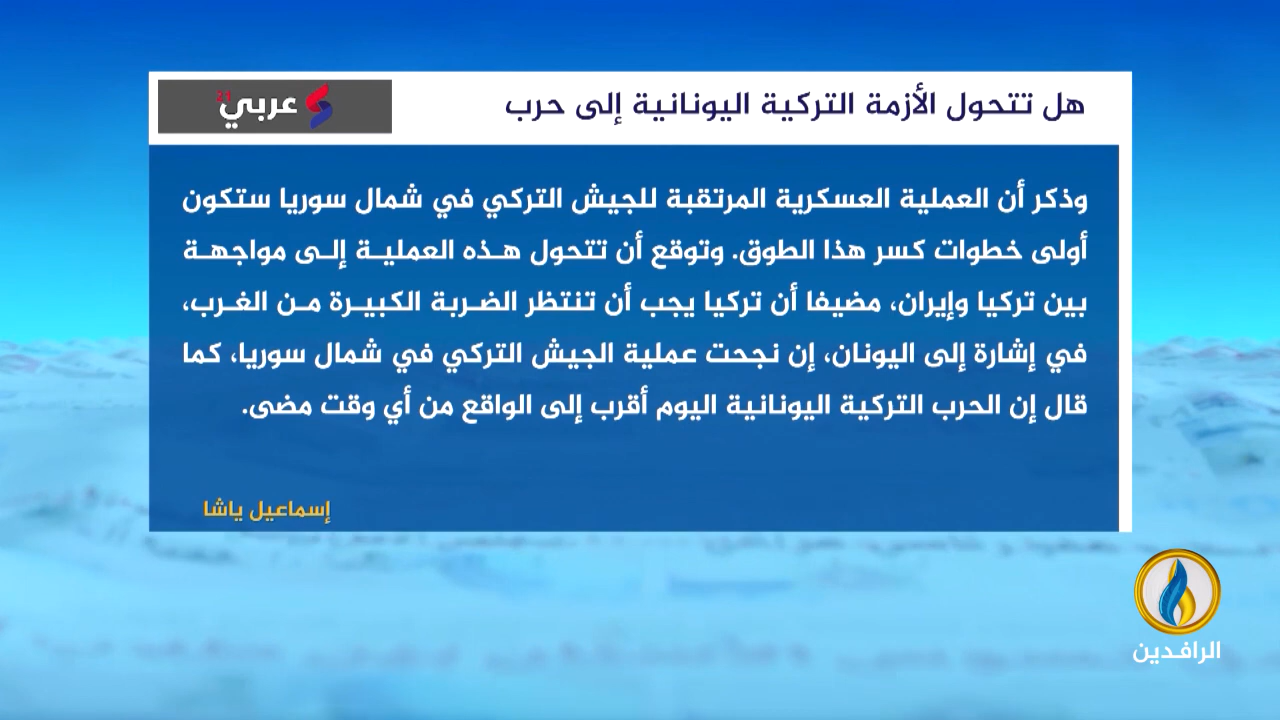 هل تتحول الأزمة التركية اليونانية إلى حرب
عربي21
وذكر أن العملية العسكرية المرتقبة للجيش التركي في شمال سوريا ستكون
أولى خطوات كسر هذا الطوق. وتوقع أن تتحول هذه العملية إلى مواجهة
بين تركيا وإيران، مضيفا أن تركيا يجب أن تنتظر الضربة الكبيرة من الغرب،
في إشارة إلى اليونان، إن نجحت عملية الجيش التركي في شمال سوريا، كما
قال إن الحرب التركية اليونانية اليوم أقرب إلى الواقع من أي وقت مضى.
إسماعيل ياشا
الرافدين